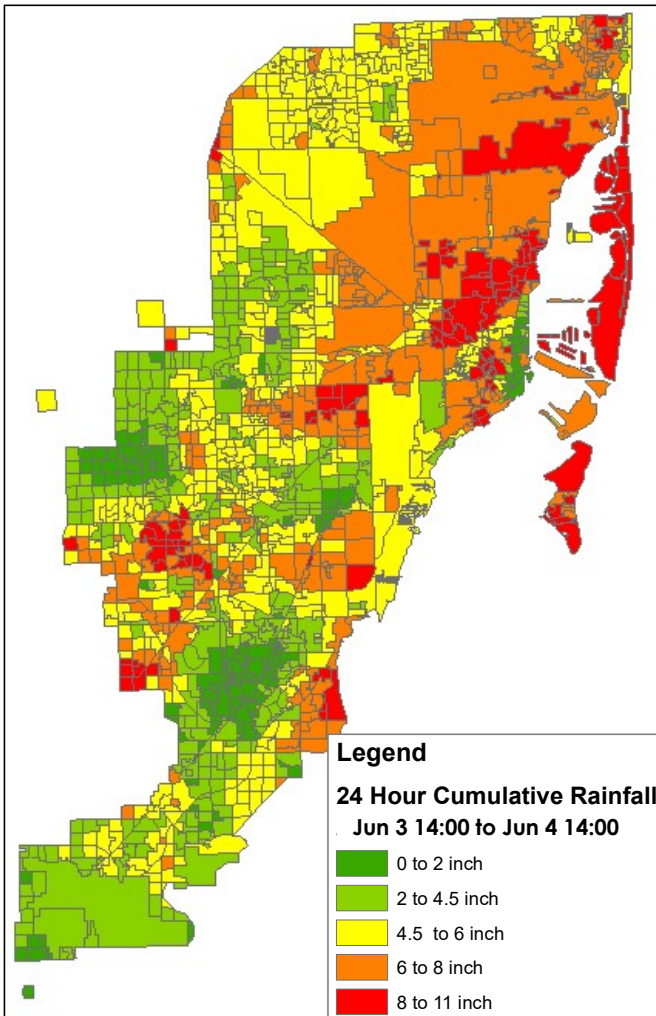 Legend
24 Hour Cumulative Rainfall
. Jun 3 14:00 to Jun 4 14:00
0 to 2 inch
2 to 4.5 inch
4.5 to 6 inch
6 to 8 inch
8 to 11 inch